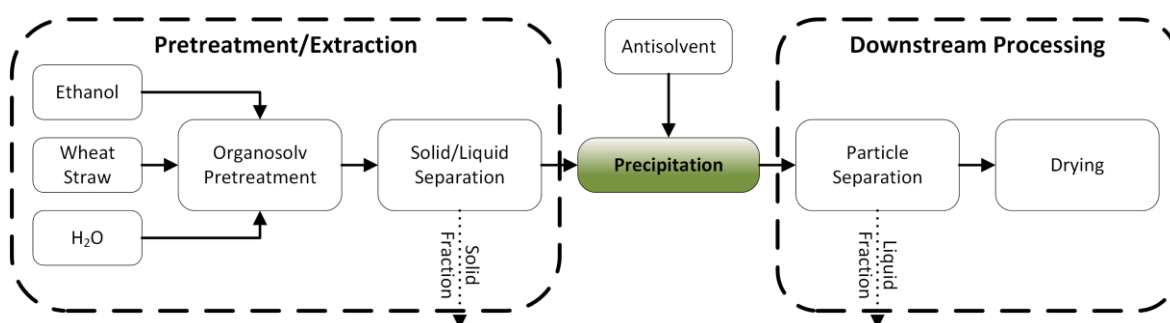 Pretreatment/Extraction
Ethanol
Wheat
Straw
H₂O
Organosolv
Pretreatment
Solid/Liquid
Separation
Solid
Fraction
Antisolvent
Precipitation
Downstream Processing
Particle
Separation
Liquid
Fraction
Drying